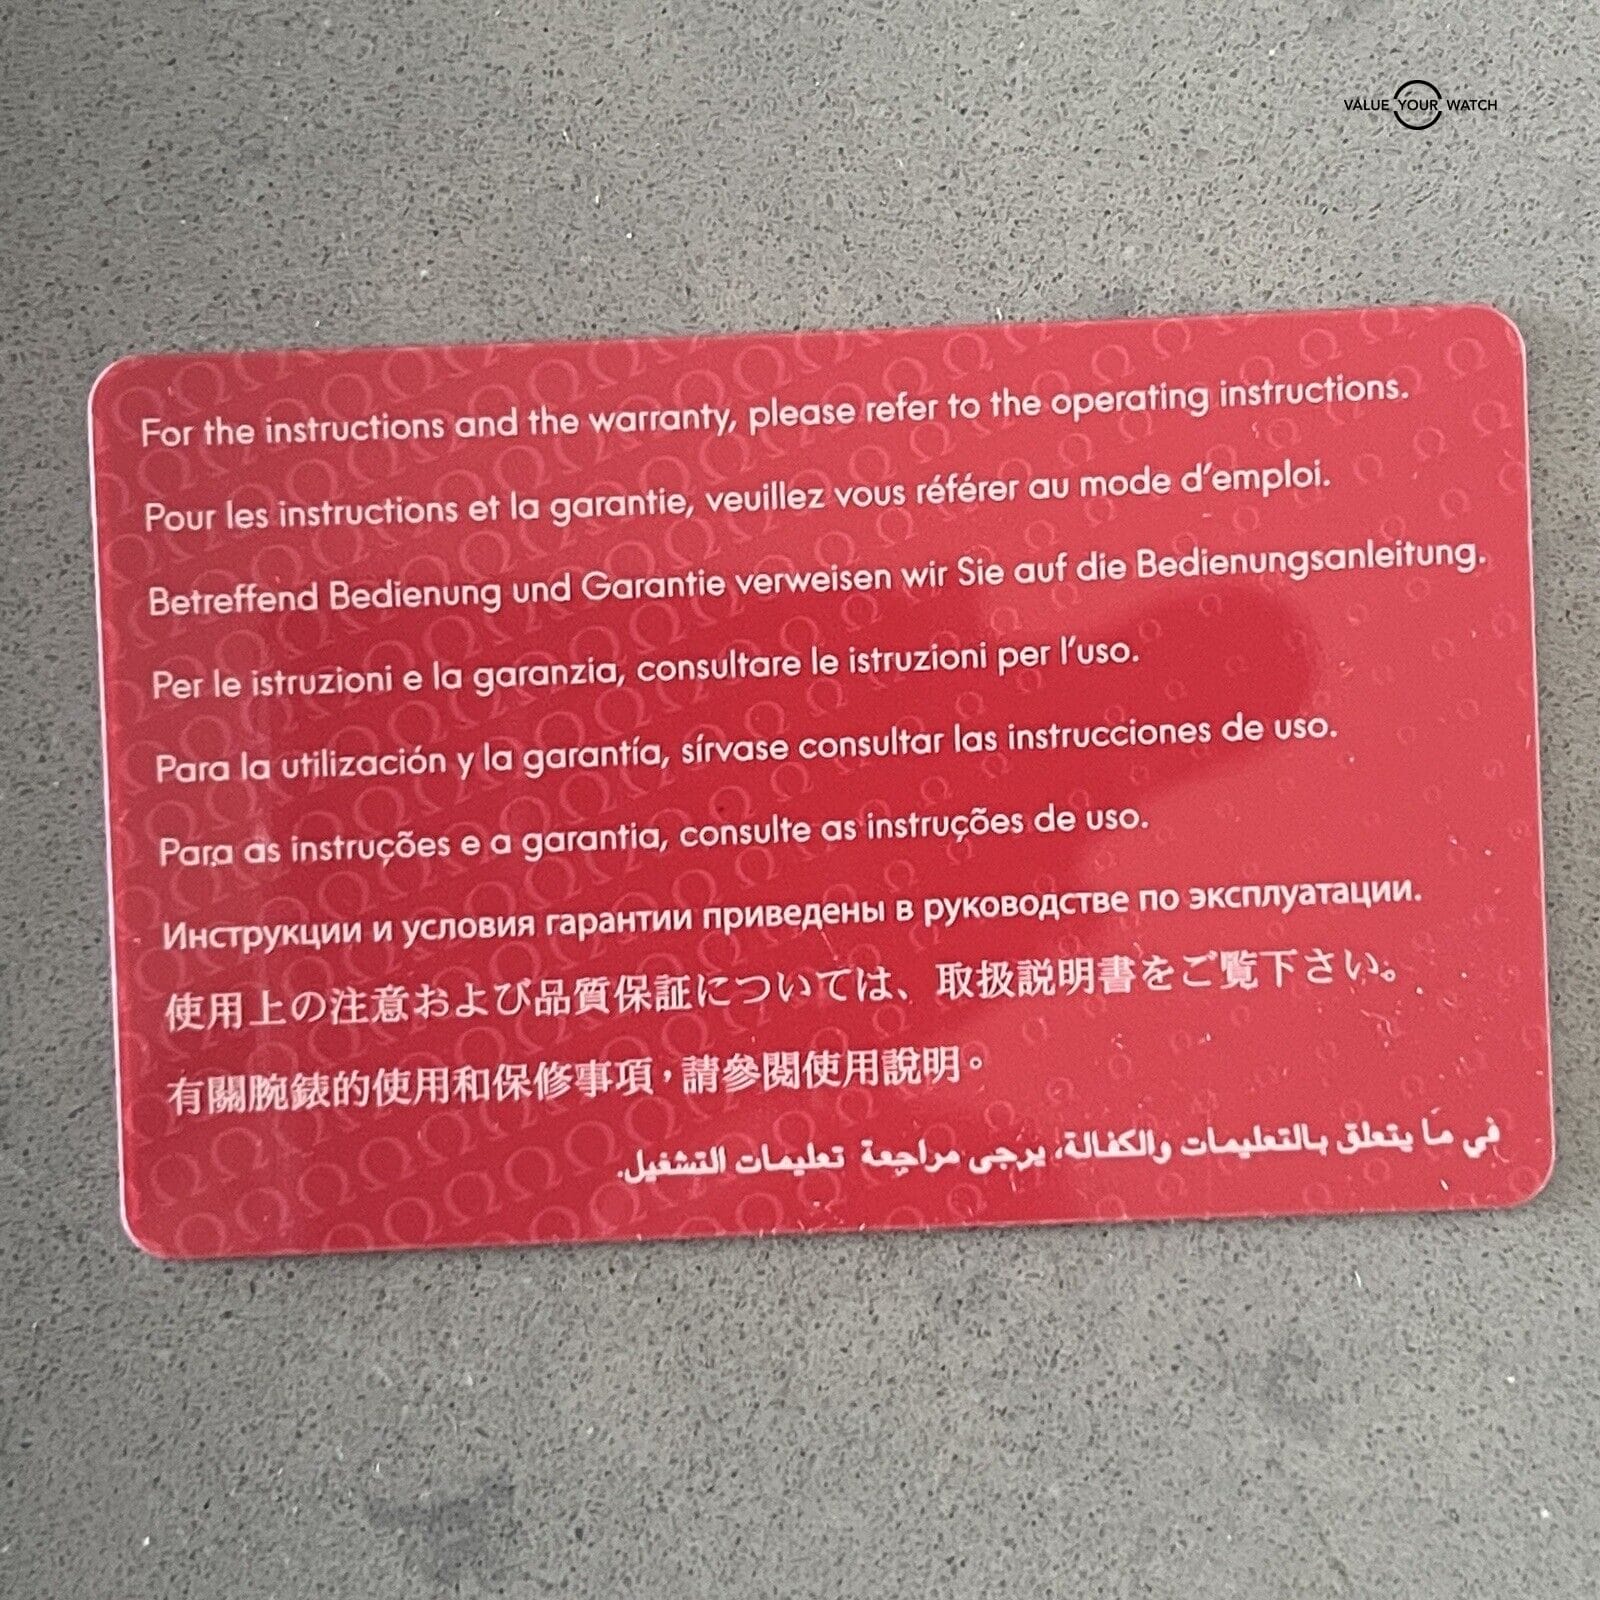 VALUE YOUR WATCH
For the instructions and the warranty, please refer to the operating instructions.
Pour les instructions et la garantie, veuillez vous référer au mode d'emploi.
Betreffend Bedienung und Garantie verweisen wir Sie auf die Bedienungsanleitung.
Per le istruzioni e la garanzia, consultare le istruzioni per l'uso.
Para la utilización y la garantía, sírvase consultar las instrucciones de uso.
Para as instruções e a garantia, consulte as instruções de uso.
Инструкции и условия гарантии приведены в руководстве по эксплуатации.
使用上の注意および品質保証については、取扱説明書をご覧下さい。
有關腕錶的使用和保修事項，請參閱使用說明。
في ما يتعلق بالتعليمات والكفالة، يرجى مراجعة تعليمات التشغيل.